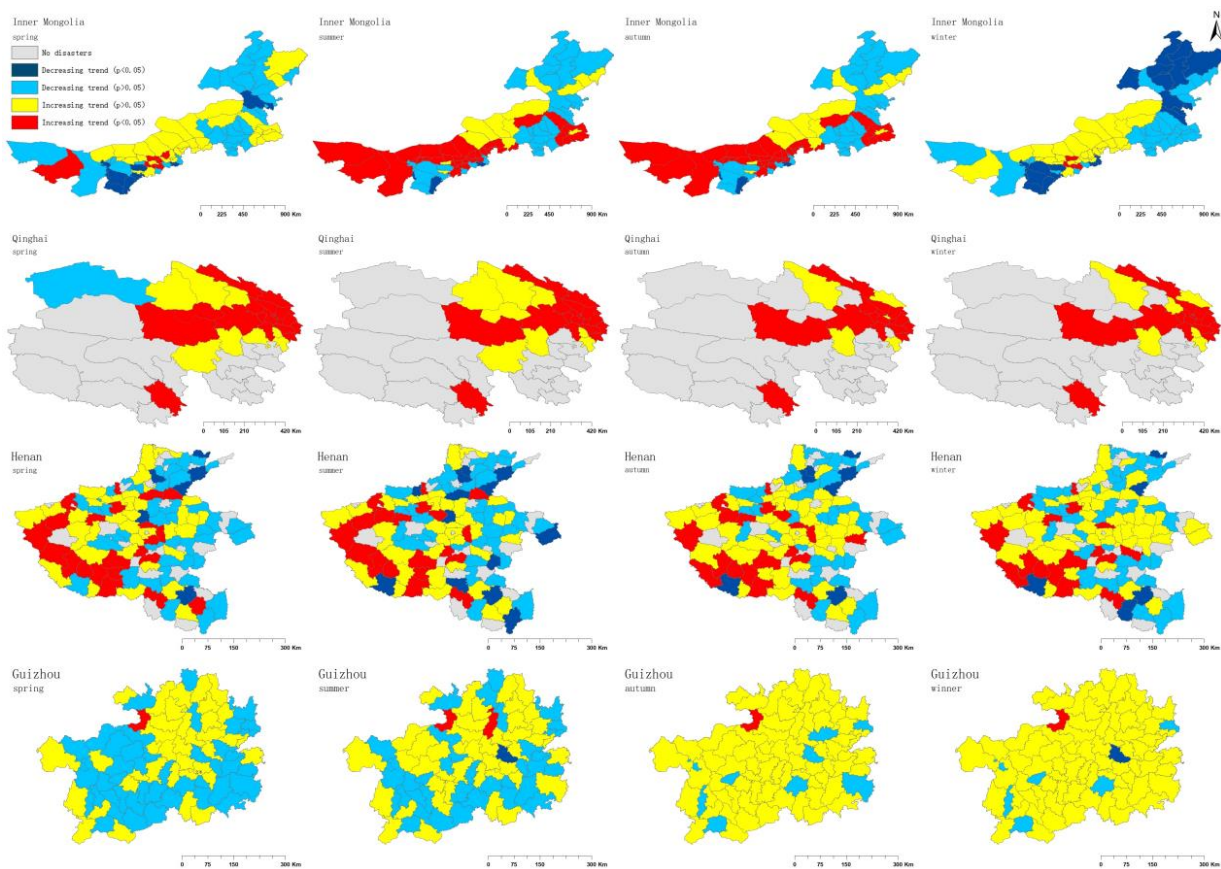 Inner Mongolia
spring
No disasters
Decreasing trend (p<0.05)
Decreasing trend (p>0.05)
Increasing trend (p>0.05)
Increasing trend (p<0.05)
0 225 450 900 Km
Inner Mongolia
summer
0 225 450 900 Km
Inner Mongolia
autumn
0 225 450 900 Km
Inner Mongolia
winter
N
0 225 450 900 Km
Qinghai
spring
0 105 210 420 Km
Qinghai
summer
0 105 210 420 Km
Qinghai
autumn
0 105 210 420 Km
Qinghai
winter
0 105 210 420 Km
Henan
spring
0 75 150 300 Km
Henan
summer
0 75 150 300 Km
Henan
autumn
0 75 150 300 Km
Henan
winter
0 75 150 300 Km
Guizhou
spring
0 75 150 300 Km
Guizhou
summer
0 75 150 300 Km
Guizhou
autumn
0 75 150 300 Km
Guizhou
winner
0 75 150 300 Km